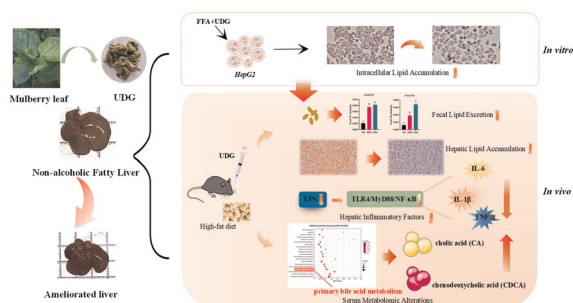 FFA+UDG
HepG2
Intracellular Lipid Accumulation
In vitro
Mulberry leaf
UDG
Non-alcoholic Fatty Liver
Ameliorated liver
UDG
High-fat diet
Fecal Lipid Excretion
Hepatic Lipid Accumulation
LPS
TLR4/MyD88/NF-κB
IL-6
IL-1β
TNF-α
Hepatic Inflammatory Factors
In vivo
primary bile acid metabolism
Serum Metabolomic Alterations
cholic acid (CA)
chenodeoxycholic acid (CDCA)